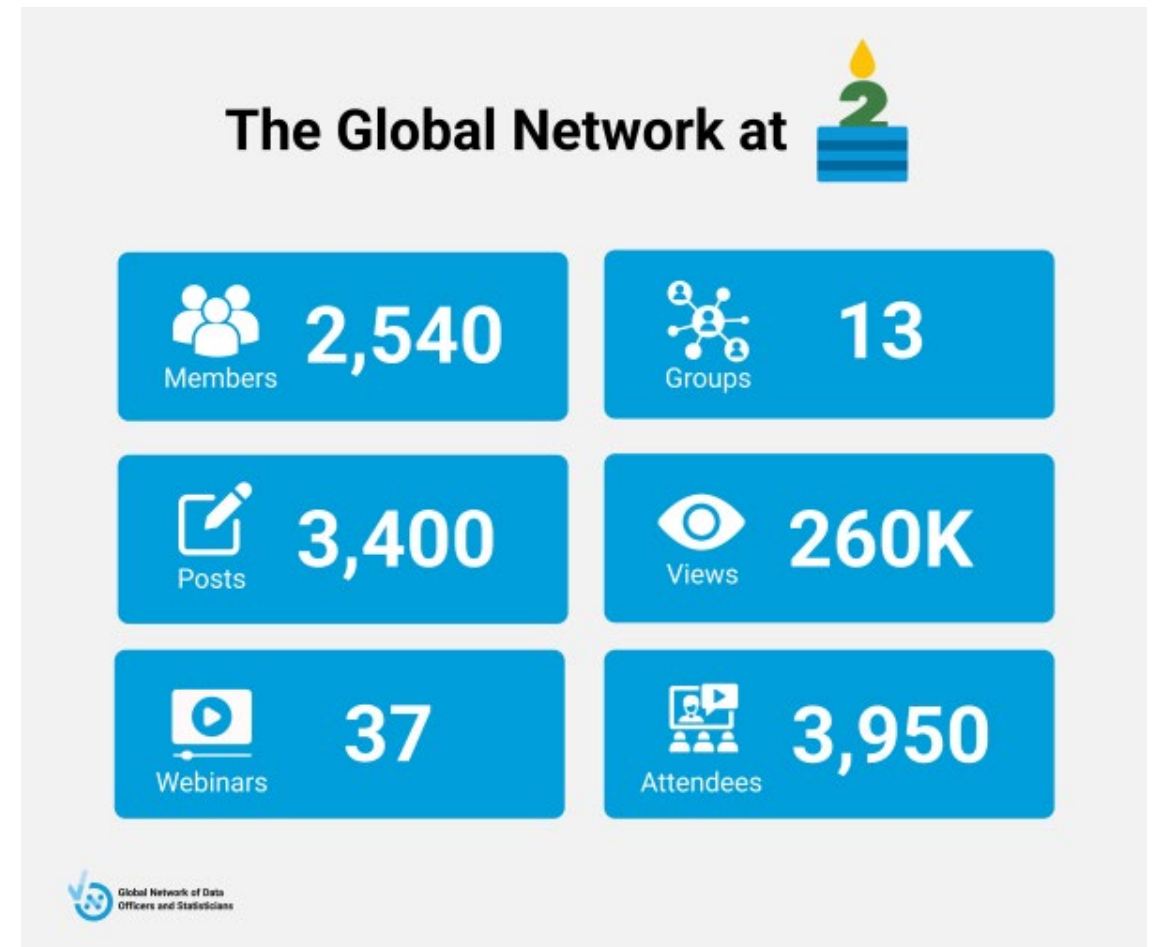 The Global Network at 2
2,540
Members
13
Groups
3,400
Posts
260K
Views
37
Webinars
3,950
Attendees
Global Network of Data
Officers and Statisticians